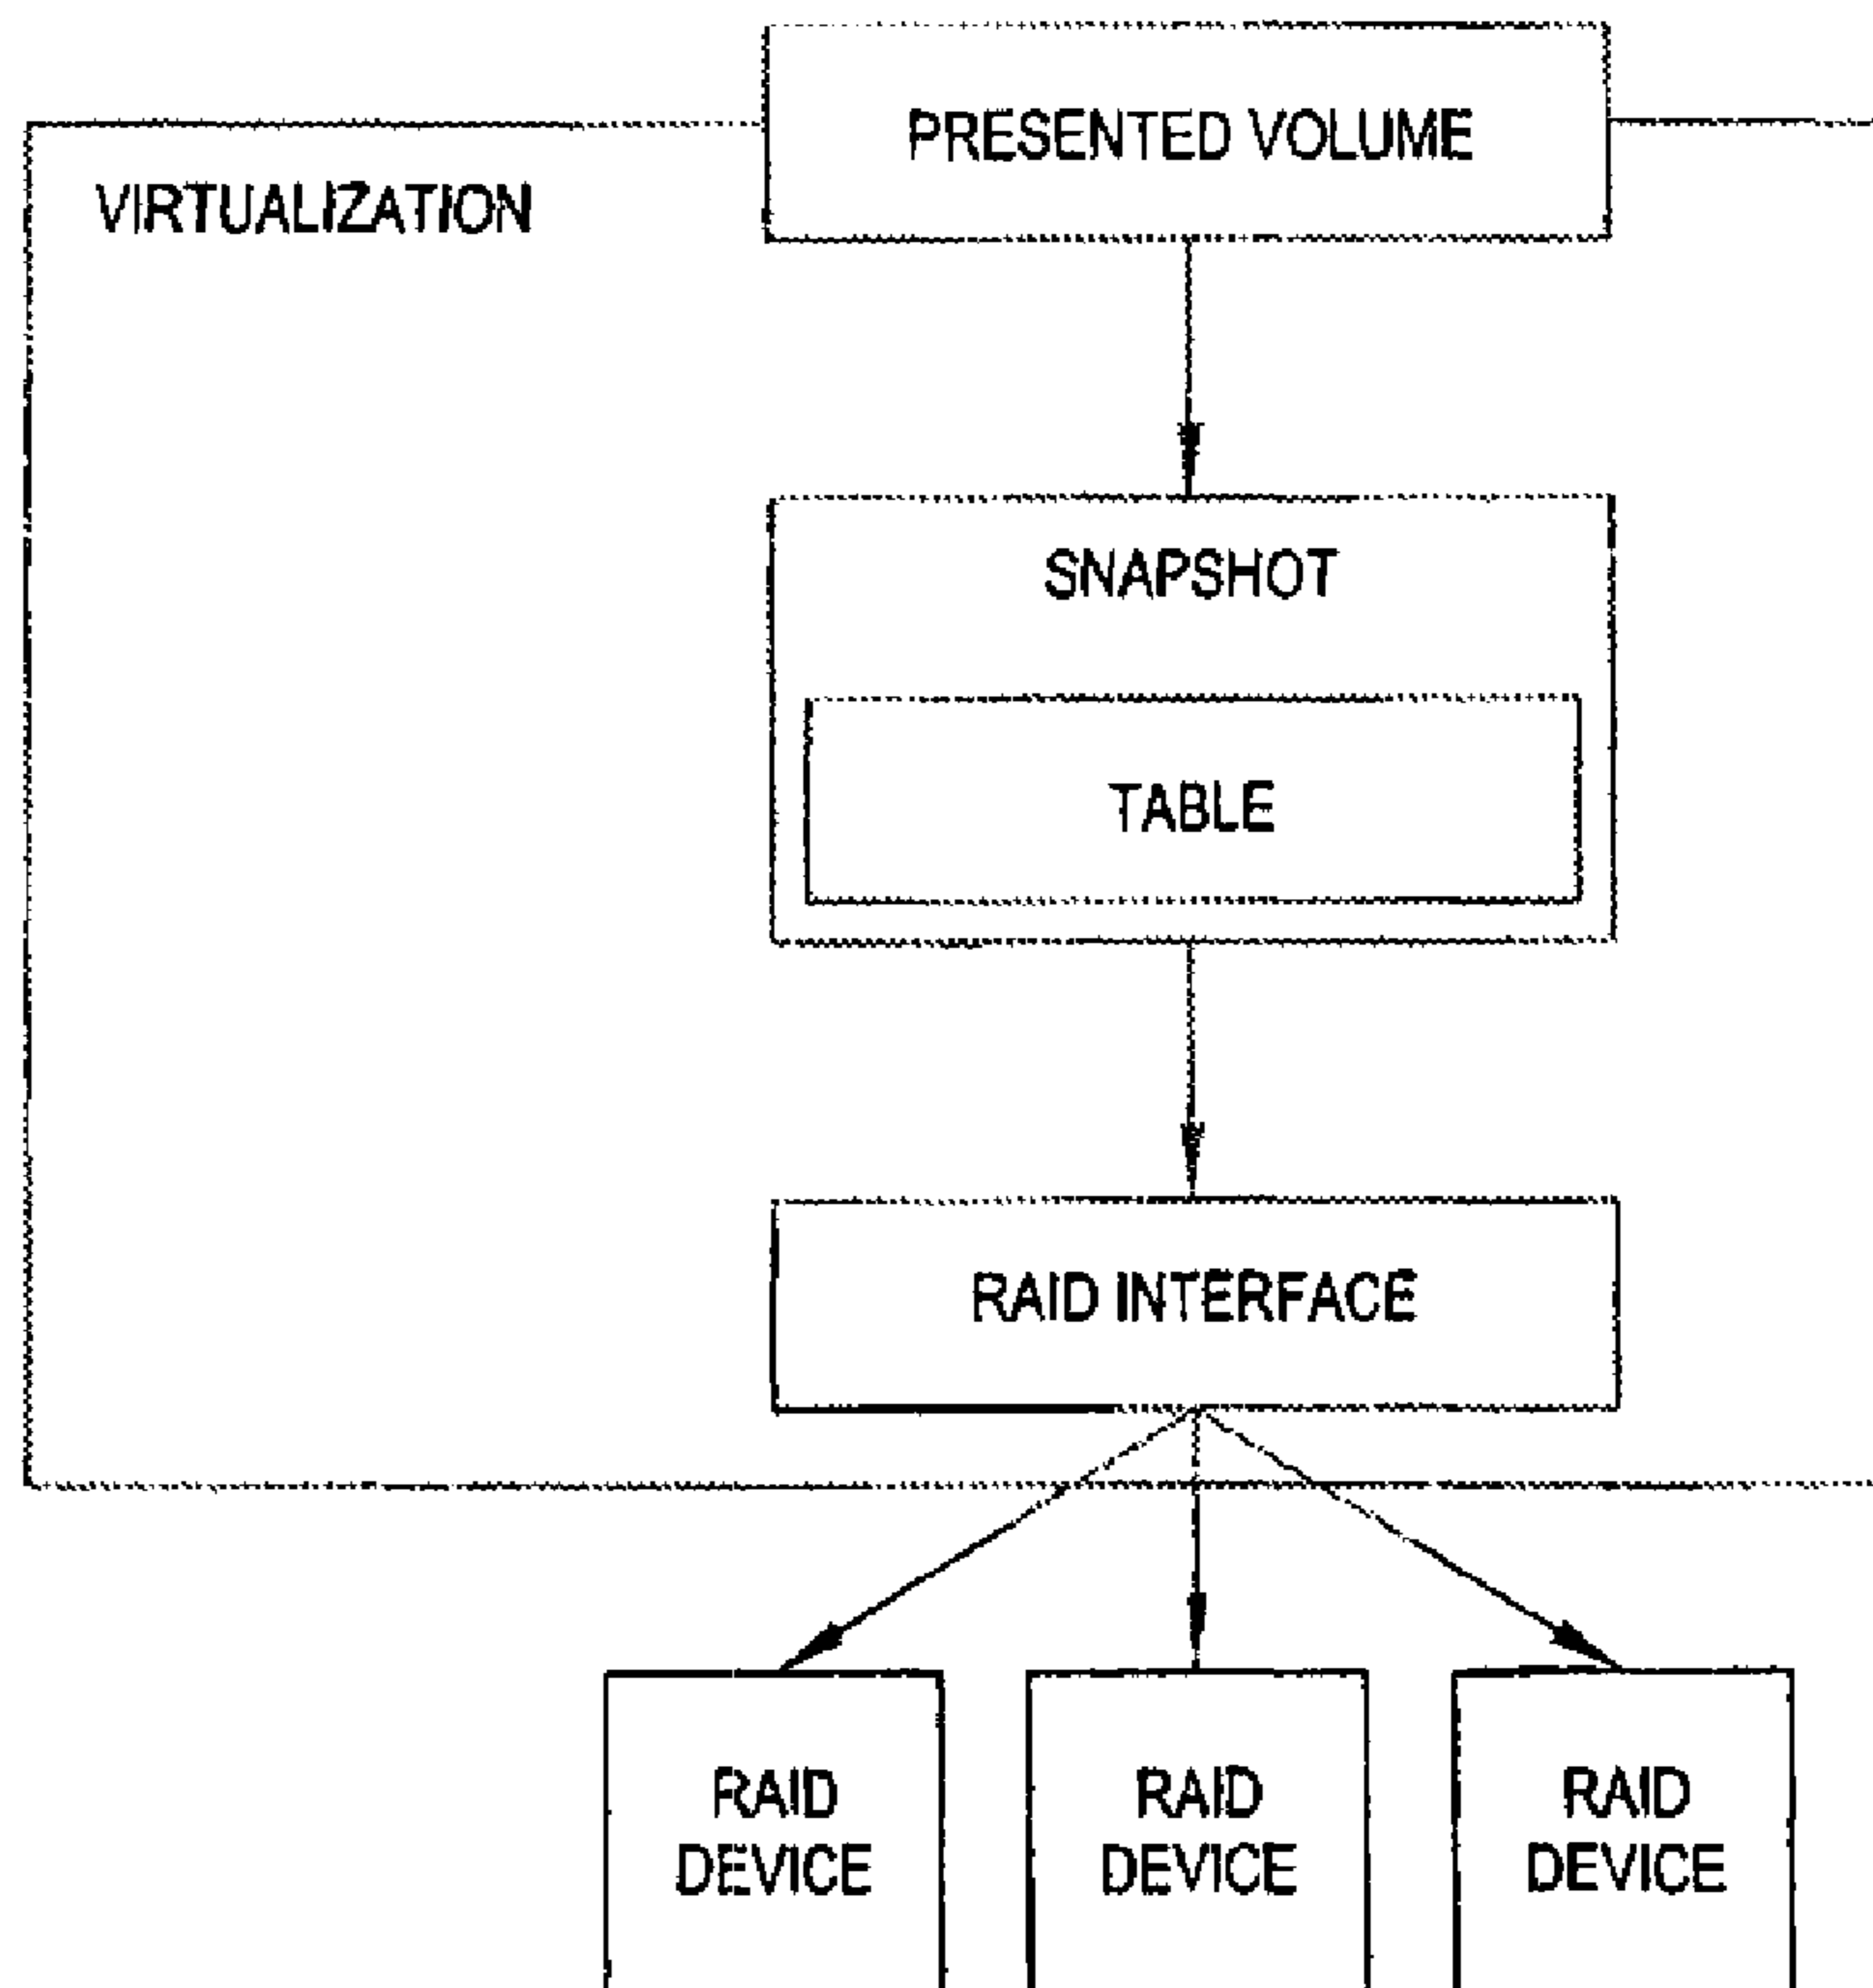 PRESENTED VOLUME
VIRTUALIZATION
SNAPSHOT
TABLE
RAID INTERFACE
RAID
DEVICE
RAID
DEVICE
RAID
DEVICE